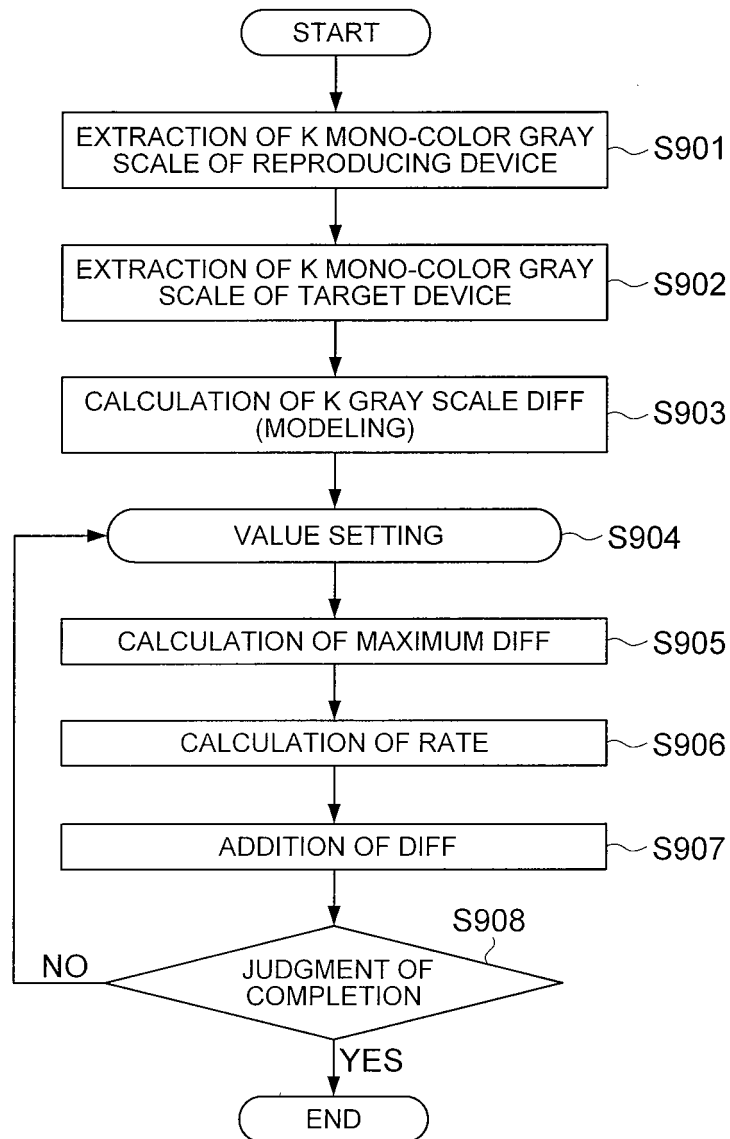 START
EXTRACTION OF K MONO-COLOR GRAY
SCALE OF REPRODUCING DEVICE
S901
EXTRACTION OF K MONO-COLOR GRAY
SCALE OF TARGET DEVICE
S902
CALCULATION OF K GRAY SCALE DIFF
(MODELING)
S903
VALUE SETTING
S904
CALCULATION OF MAXIMUM DIFF
S905
CALCULATION OF RATE
S906
ADDITION OF DIFF
S907
S908
NO
JUDGMENT OF
COMPLETION
YES
END